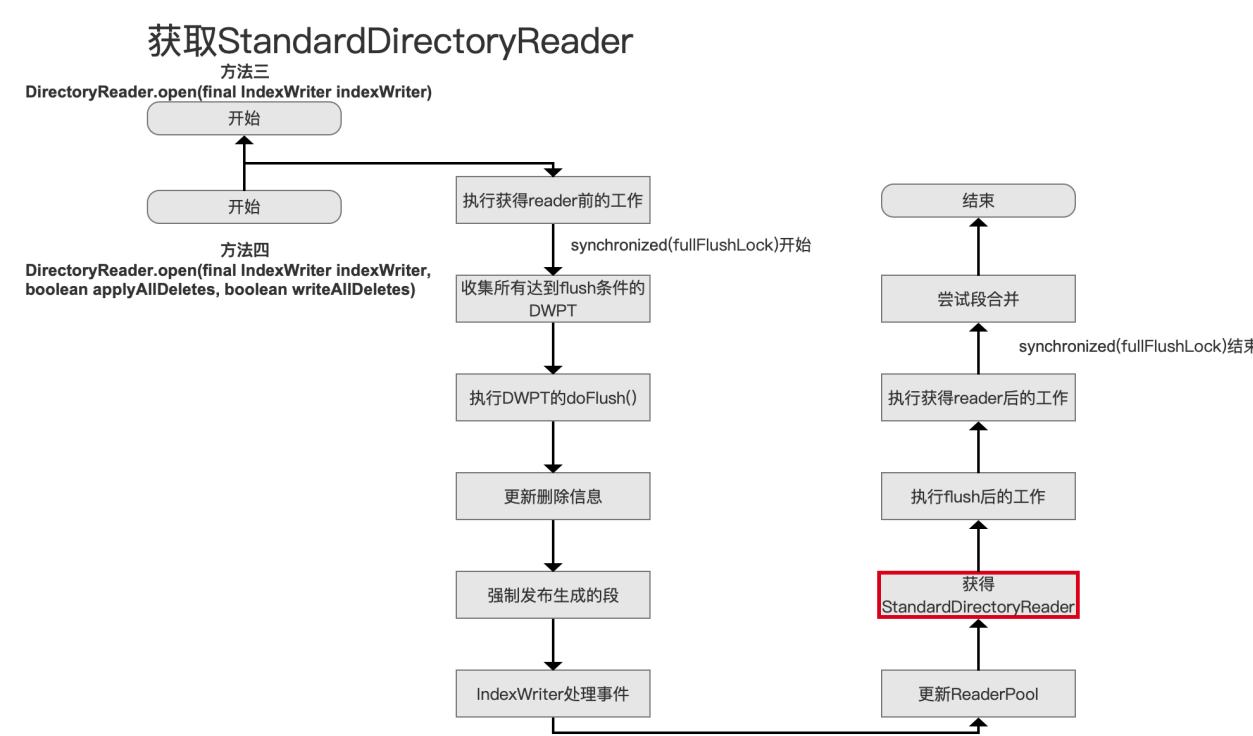 获取StandardDirectoryReader
方法三
DirectoryReader.open(final IndexWriter indexWriter)
开始
开始
方法四
DirectoryReader.open(final IndexWriter indexWriter,
boolean applyAllDeletes, boolean writeAllDeletes)
执行获得reader前的工作
synchronized(fullFlushLock)开始
收集所有达到flush条件的
DWPT
执行DWPT的doFlush()
更新删除信息
强制发布生成的段
IndexWriter处理事件
更新ReaderPool
获得
StandardDirectoryReader
执行flush后的工作
执行获得reader后的工作
synchronized(fullFlushLock)结束
尝试段合并
结束